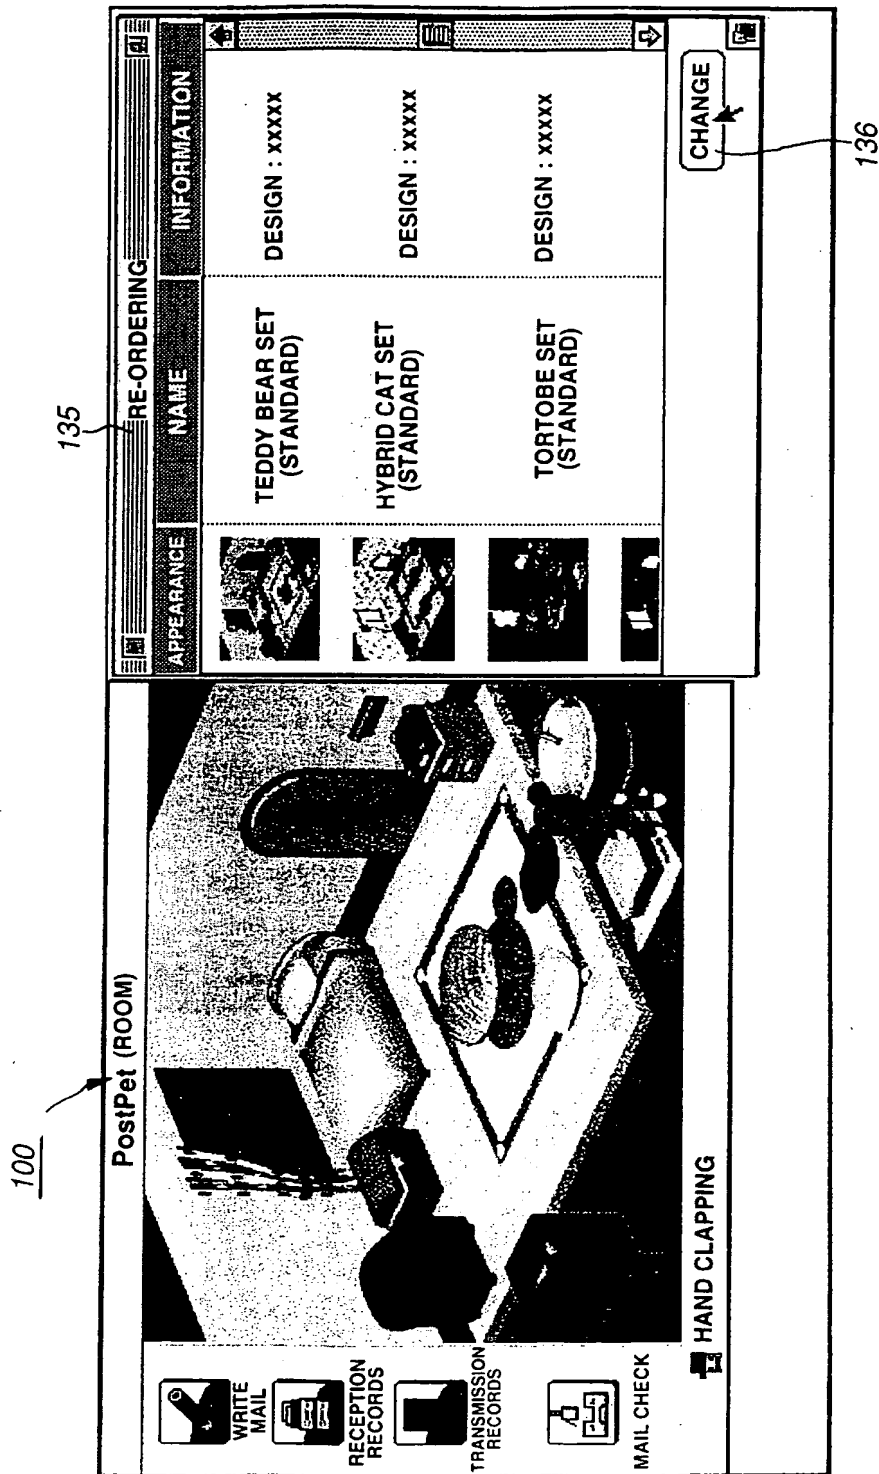 100
PostPet (ROOM)
WRITE
MAIL
RECEPTION
RECORDS
TRANSMISSION
RECORDS
MAIL CHECK
HAND CLAPPING
135
RE-ORDERING
APPEARANCE
NAME
INFORMATION
TEDDY BEAR SET
(STANDARD)
DESIGN : xxxxx
HYBRID CAT SET
(STANDARD)
DESIGN : xxxxx
TORTOBE SET
(STANDARD)
DESIGN : xxxxx
CHANGE
136